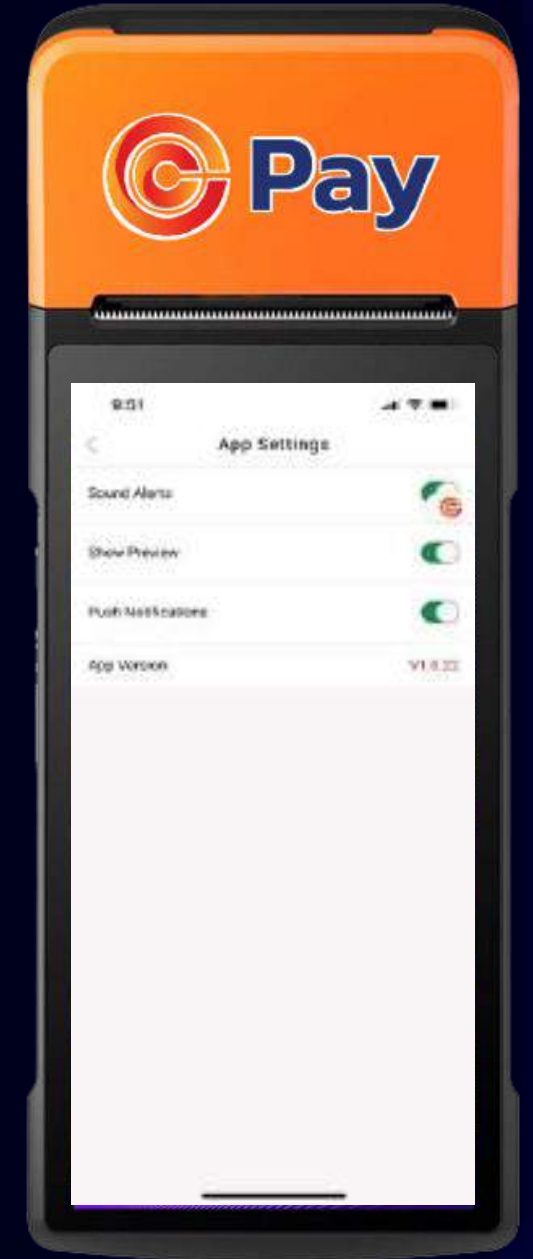 Pay
9:51
App Settings
Sound Alerts
Show Preview
Push Notifications
App Version